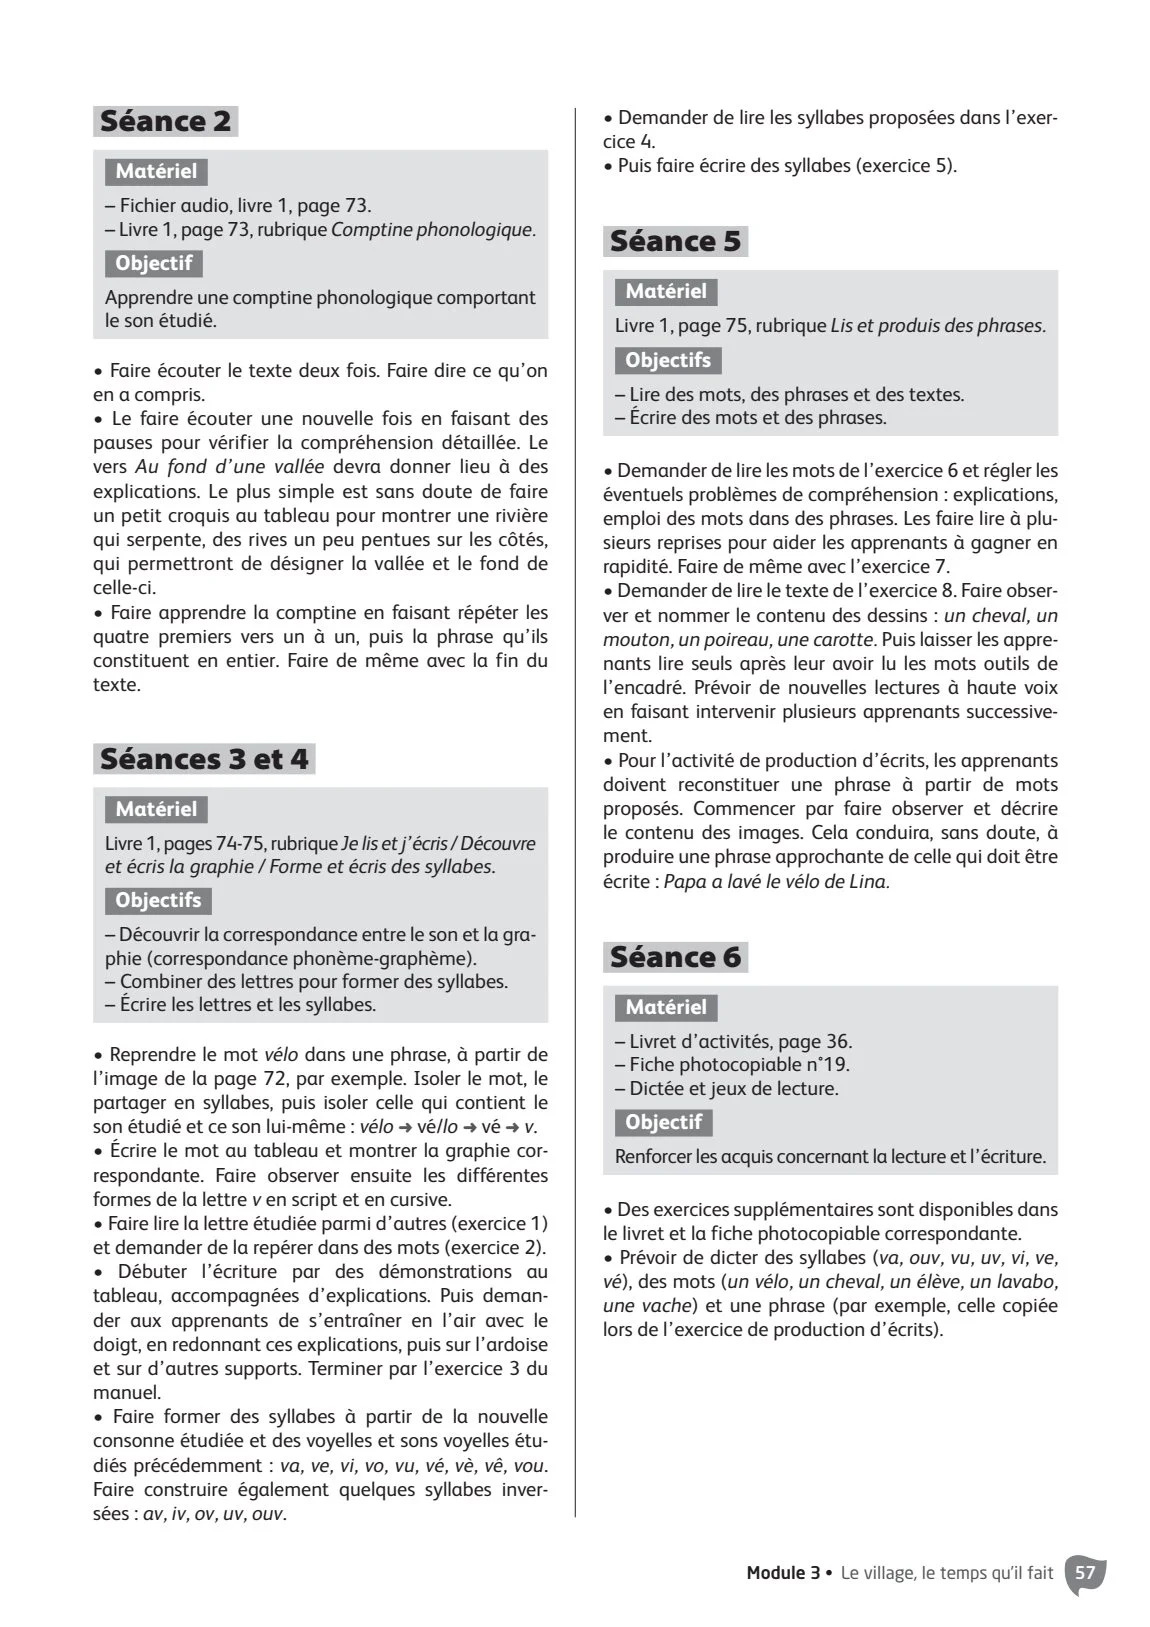 Séance 2
Matériel
– Fichier audio, livre 1, page 73.
– Livre 1, page 73, rubrique Comptine phonologique.
Objectif
Apprendre une comptine phonologique comportant
le son étudié.
• Faire écouter le texte deux fois. Faire dire ce qu’on
en a compris.
• Le faire écouter une nouvelle fois en faisant des
pauses pour vérifier la compréhension détaillée. Le
vers Au fond d’une vallée devra donner lieu à des
explications. Le plus simple est sans doute de faire
un petit croquis au tableau pour montrer une rivière
qui serpente, des rives un peu pentues sur les côtés,
qui permettront de désigner la vallée et le fond de
celle-ci.
• Faire apprendre la comptine en faisant répéter les
quatre premiers vers un à un, puis la phrase qu’ils
constituent en entier. Faire de même avec la fin du
texte.
Séances 3 et 4
Matériel
Livre 1, pages 74-75, rubrique Je lis et j’écris / Découvre
et écris la graphie / Forme et écris des syllabes.
Objectifs
– Découvrir la correspondance entre le son et la gra-
phie (correspondance phonème-graphème).
– Combiner des lettres pour former des syllabes.
– Écrire les lettres et les syllabes.
• Reprendre le mot vélo dans une phrase, à partir de
l’image de la page 72, par exemple. Isoler le mot, le
partager en syllabes, puis isoler celle qui contient le
son étudié et ce son lui-même : vélo ➜ vé/lo ➜ vé ➜ v.
• Écrire le mot au tableau et montrer la graphie cor-
respondante. Faire observer ensuite les différentes
formes de la lettre v en script et en cursive.
• Faire lire la lettre étudiée parmi d’autres (exercice 1)
et demander de la repérer dans des mots (exercice 2).
• Débuter l’écriture par des démonstrations au
tableau, accompagnées d’explications. Puis deman-
der aux apprenants de s’entraîner en l’air avec le
doigt, en redonnant ces explications, puis sur l’ardoise
et sur d’autres supports. Terminer par l’exercice 3 du
manuel.
• Faire former des syllabes à partir de la nouvelle
consonne étudiée et des voyelles et sons voyelles étu-
diés précédemment : va, ve, vi, vo, vu, vé, vè, vê, vou.
Faire construire également quelques syllabes inver-
sées : av, iv, ov, uv, ouv.
• Demander de lire les syllabes proposées dans l’exer-
cice 4.
• Puis faire écrire des syllabes (exercice 5).
Séance 5
Matériel
Livre 1, page 75, rubrique Lis et produis des phrases.
Objectifs
– Lire des mots, des phrases et des textes.
– Écrire des mots et des phrases.
• Demander de lire les mots de l’exercice 6 et régler les
éventuels problèmes de compréhension : explications,
emploi des mots dans des phrases. Les faire lire à plu-
sieurs reprises pour aider les apprenants à gagner en
rapidité. Faire de même avec l’exercice 7.
• Demander de lire le texte de l’exercice 8. Faire obser-
ver et nommer le contenu des dessins : un cheval, un
mouton, un poireau, une carotte. Puis laisser les appre-
nants lire seuls après leur avoir lu les mots outils de
l’encadré. Prévoir de nouvelles lectures à haute voix
en faisant intervenir plusieurs apprenants successive-
ment.
• Pour l’activité de production d’écrits, les apprenants
doivent reconstituer une phrase à partir de mots
proposés. Commencer par faire observer et décrire
le contenu des images. Cela conduira, sans doute, à
produire une phrase approchante de celle qui doit être
écrite : Papa a lavé le vélo de Lina.
Séance 6
Matériel
– Livret d’activités, page 36.
– Fiche photocopiable n°19.
– Dictée et jeux de lecture.
Objectif
Renforcer les acquis concernant la lecture et l’écriture.
• Des exercices supplémentaires sont disponibles dans
le livret et la fiche photocopiable correspondante.
• Prévoir de dicter des syllabes (va, ouv, vu, uv, vi, ve,
vé), des mots (un vélo, un cheval, un élève, un lavabo,
une vache) et une phrase (par exemple, celle copiée
lors de l’exercice de production d’écrits).
Module 3 • Le village, le temps qu’il fait 57